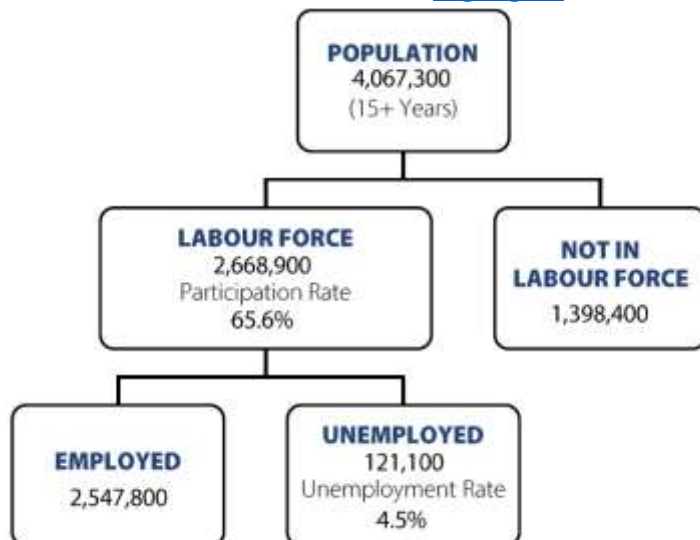 POPULATION
4,067,300
(15+ Years)
LABOUR FORCE
2,668,900
Participation Rate
65.6%
NOT IN
LABOUR FORCE
1,398,400
EMPLOYED
2,547,800
UNEMPLOYED
121,100
Unemployment Rate
4.5%